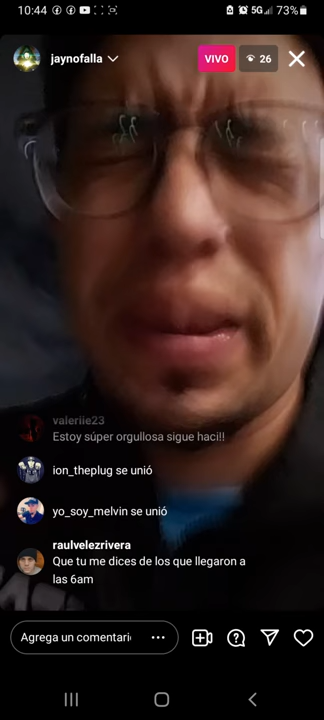 10:44
5G
73%
jaynofalla
VIVO
26
valeriie23
Estoy súper orgullosa sigue haci!!
ion_theplug se unió
yo_soy_melvin se unió
raulvelezrivera
Que tu me dices de los que llegaron a
las 6am
Agrega un comentari